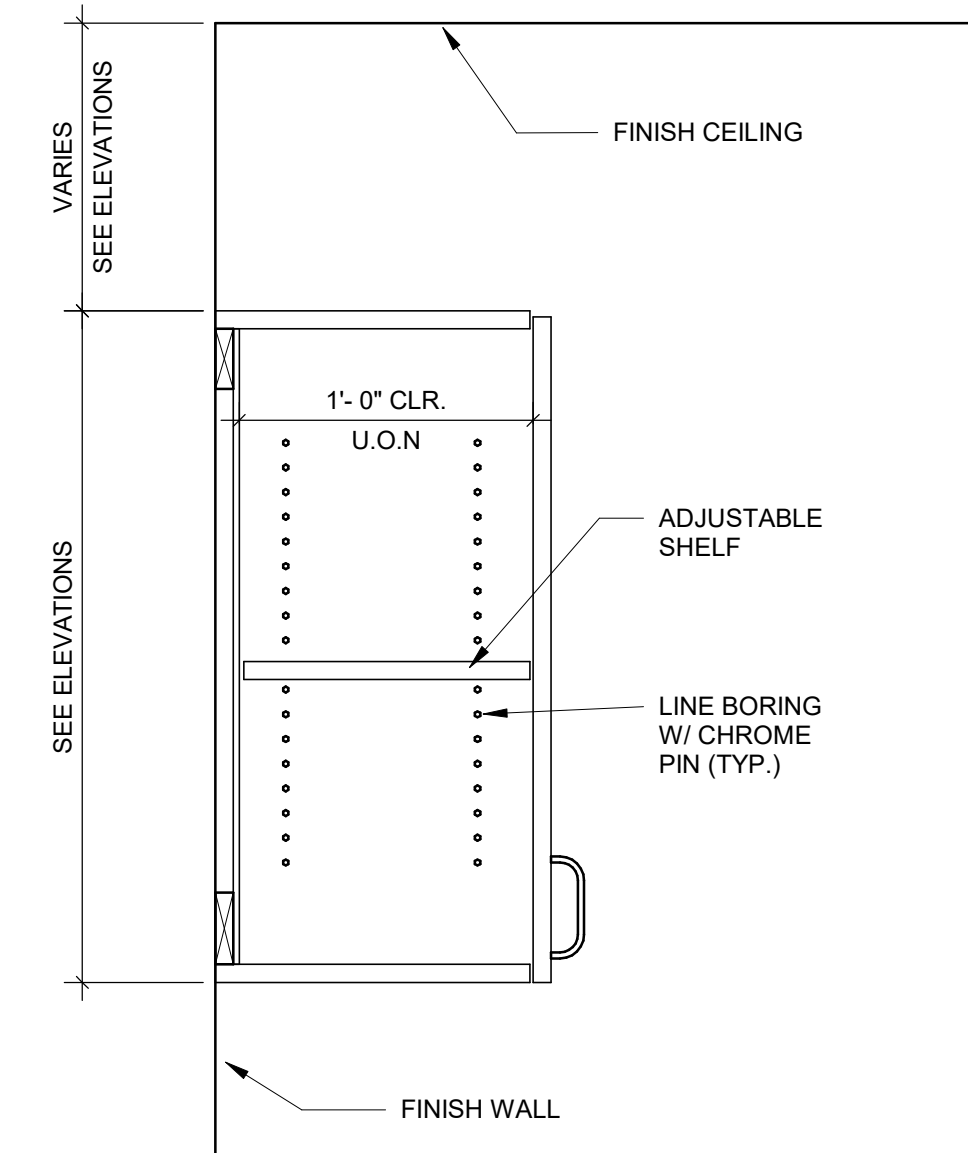 FINISH CEILING
VARIES
SEE ELEVATIONS
1'- 0" CLR.
U.O.N
ADJUSTABLE
SHELF
SEE ELEVATIONS
LINE BORING
W/ CHROME
PIN (TYP.)
FINISH WALL